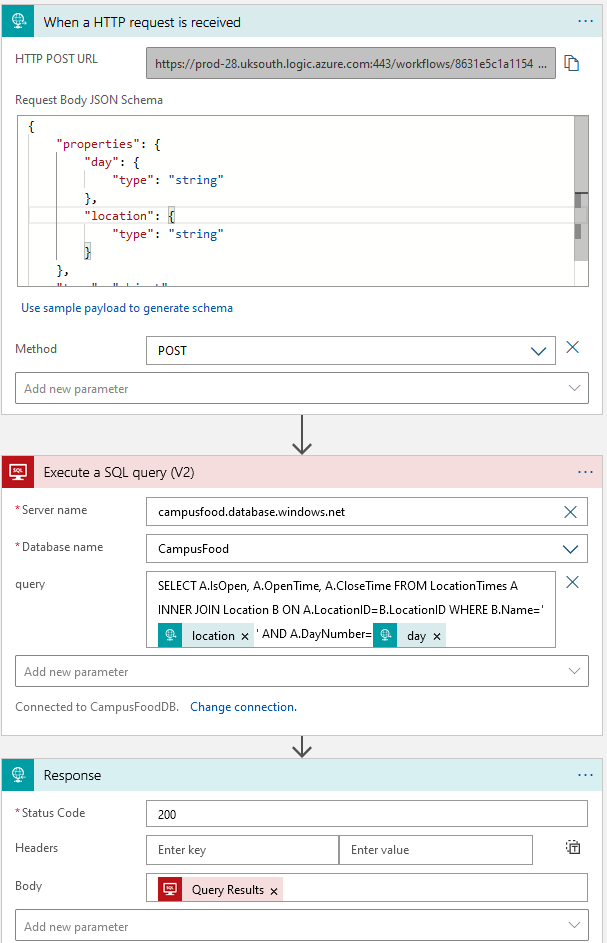 When a HTTP request is received
HTTP POST URL
https://prod-28.uksouth.logic.azure.com:443/workflows/8631e5c1a1154 ...
Request Body JSON Schema
{
"properties": {
"day": {
"type": "string"
},
"location": {
"type": "string"
}
},
Use sample payload to generate schema
Method
POST
Add new parameter
SQL
Execute a SQL query (V2)
* Server name
campusfood.database.windows.net
* Database name
CampusFood
query
SELECT A.IsOpen, A.OpenTime, A.CloseTime FROM LocationTimes A
INNER JOIN Location B ON A.LocationID=B.LocationID WHERE B.Name='
location × ' AND A.DayNumber= day ×
Add new parameter
Connected to CampusFoodDB. Change connection.
Response
* Status Code
200
Headers
Enter key
Enter value
Body
Query Results ×
Add new parameter